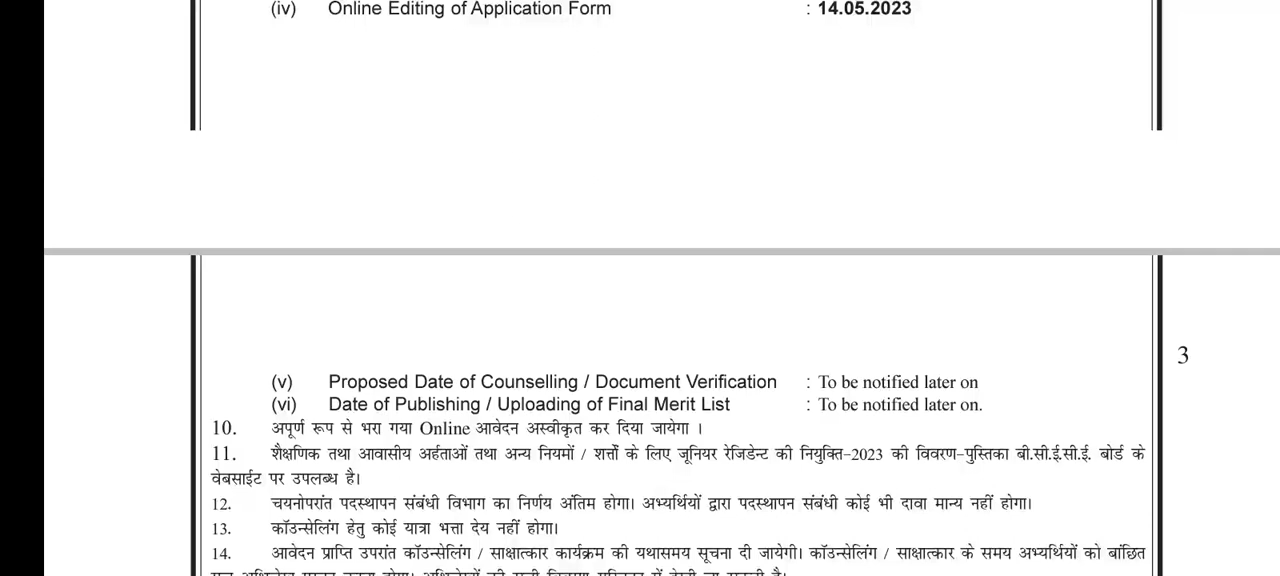 (iv) Online Editing of Application Form : 14.05.2023
3
(v) Proposed Date of Counselling / Document Verification : To be notified later on
(vi) Date of Publishing / Uploading of Final Merit List : To be notified later on.
10. अपूर्ण रूप से भरा गया Online आवेदन अस्वीकृत कर दिया जायेगा ।
11. शैक्षणिक तथा आवासीय अर्हताओं तथा अन्य नियमों / शर्त्तों के लिए जूनियर रेजिडेन्ट की नियुक्ति-2023 की विवरण-पुस्तिका बी.सी.ई.सी.ई. बोर्ड के
वेबसाईट पर उपलब्ध है।
12. चयनोपरांत पदस्थापन संबंधी विभाग का निर्णय अंतिम होगा। अभ्यर्थियों द्वारा पदस्थापन संबंधी कोई भी दावा मान्य नहीं होगा।
13. कॉउन्सेलिंग हेतु कोई यात्रा भत्ता देय नहीं होगा।
14. आवेदन प्राप्ति उपरांत कॉउन्सेलिंग / साक्षात्कार कार्यक्रम की यथासमय सूचना दी जायेगी। कॉउन्सेलिंग / साक्षात्कार के समय अभ्यर्थियों को बांछित